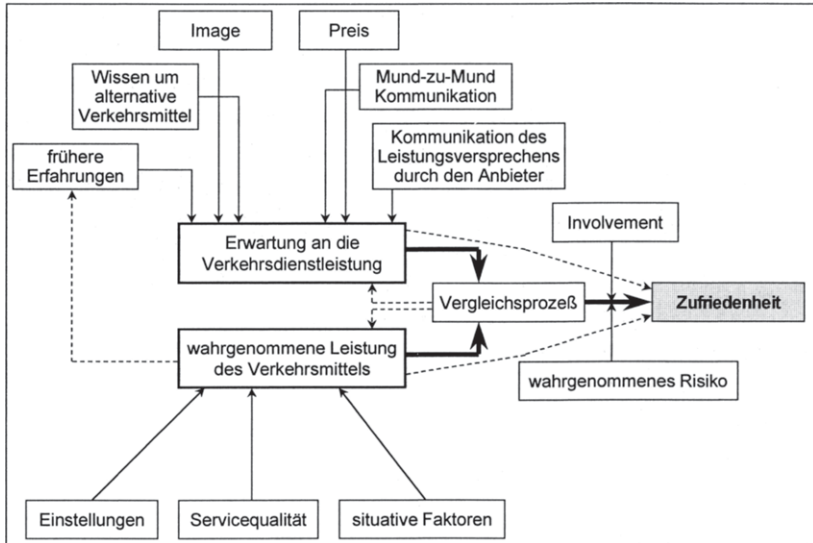 Image
Preis
Wissen um
alternative
Verkehrsmittel
Mund-zu-Mund
Kommunikation
frühere
Erfahrungen
Kommunikation des
Leistungsversprechens
durch den Anbieter
Erwartung an die
Verkehrsdienstleistung
Involvement
Vergleichsprozeß
Zufriedenheit
wahrgenommene Leistung
des Verkehrsmittels
wahrgenommenes Risiko
Einstellungen
Servicequalität
situative Faktoren